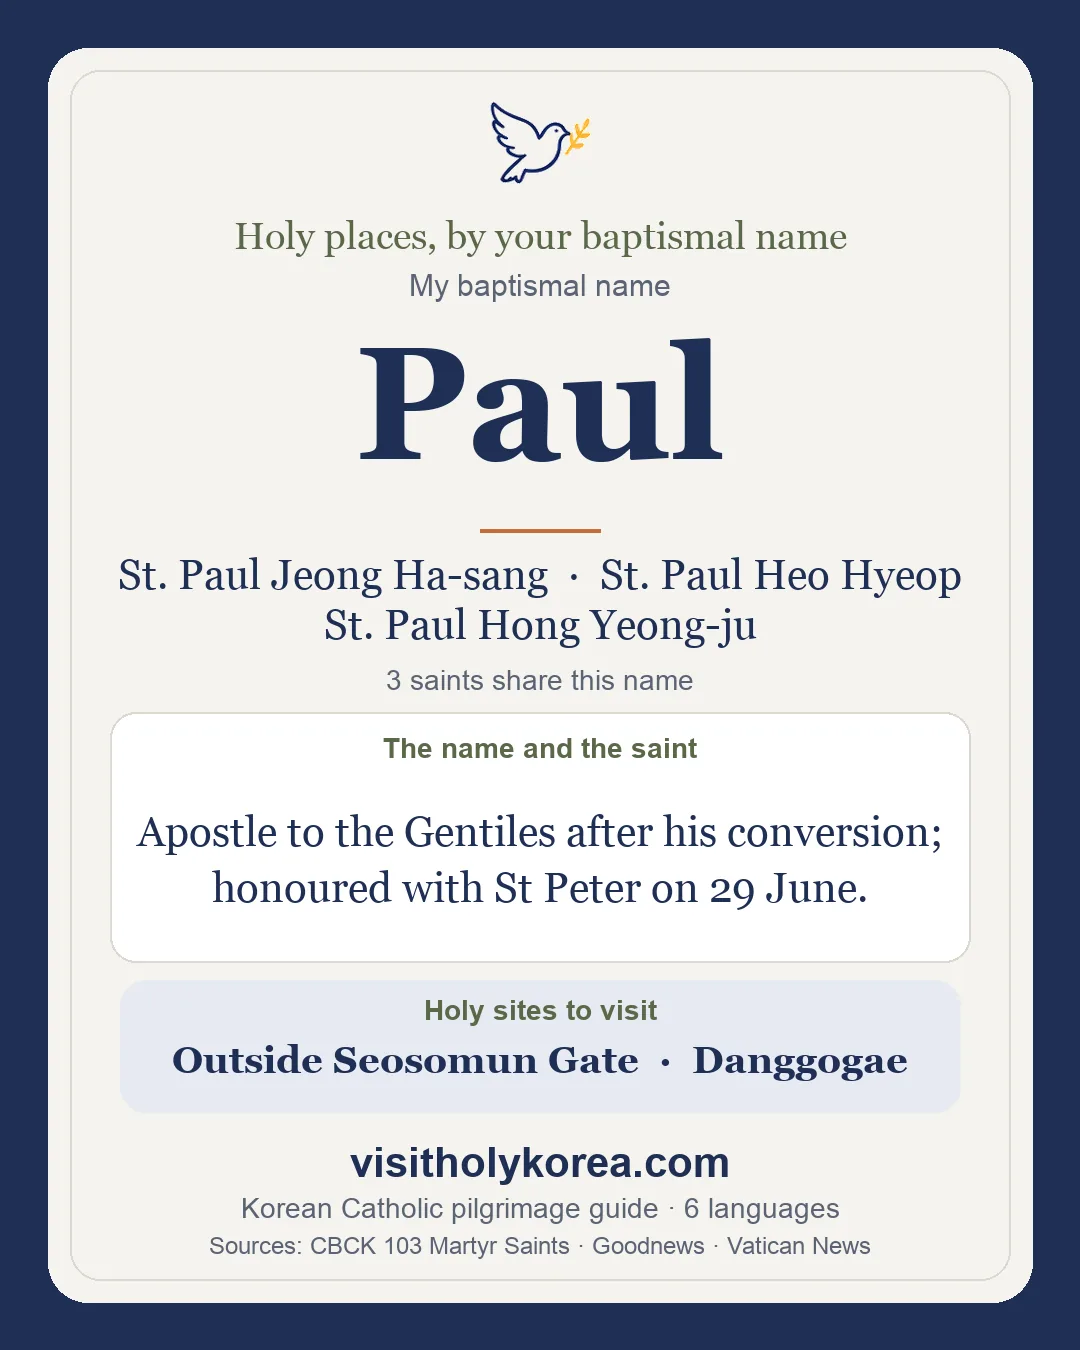 Holy places, by your baptismal name
My baptismal name
Paul
St. Paul Jeong Ha-sang · St. Paul Heo Hyeop
St. Paul Hong Yeong-ju
3 saints share this name
The name and the saint
Apostle to the Gentiles after his conversion;
honoured with St Peter on 29 June.
Holy sites to visit
Outside Seosomun Gate · Danggogae
visitholykorea.com
Korean Catholic pilgrimage guide · 6 languages
Sources: CBCK 103 Martyr Saints · Goodnews · Vatican News